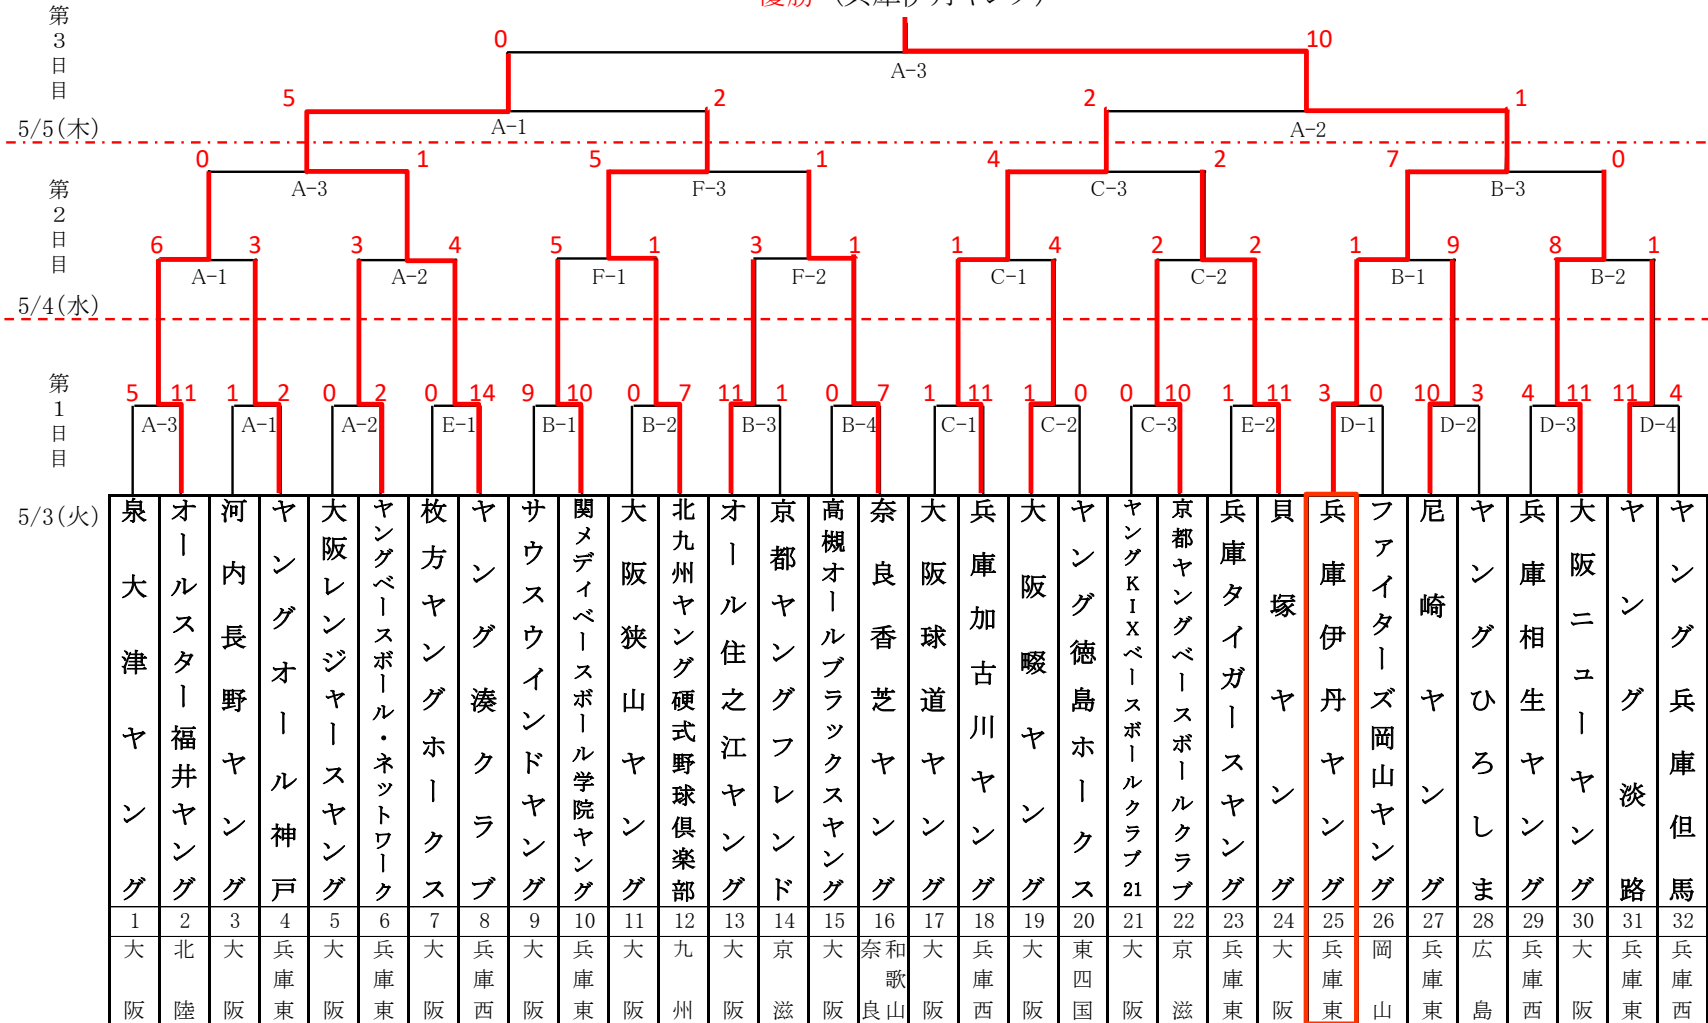 優勝 (兵庫伊丹ヤング)
第3日目
0 10
A-3
5 2 2 1
5/5(木)
A-1 A-2
0 1 5 1 4 2 7 0
A-3 F-3 C-3 B-3
第2日目
6 3 3 4 5 1 3 1 1 4 2 2 1 9 8 1
A-1 A-2 F-1 F-2 C-1 C-2 B-1 B-2
5/4(水)
第1日目
5 11 1 2 0 2 0 14 9 10 0 7 11 1 0 7 1 11 1 0 0 10 1 11 3 0 10 3 4 11 11 4
A-3 A-1 A-2 E-1 B-1 B-2 B-3 B-4 C-1 C-2 C-3 E-2 D-1 D-2 D-3 D-4
5/3(火)
泉大津ヤング
オールスター福井ヤング
河内長野ヤング
ヤングオール神戸
大阪レンジャースヤング
ヤングベースボール・ネットワーク
枚方ヤングホークス
ヤング湊クラブ
サウスウインドヤング
関メディベースボール学院ヤング
大阪狭山ヤング
北九州ヤング硬式野球倶楽部
オール住之江ヤング
京都ヤングフレンド
高槻オールブラックスヤング
奈良香芝ヤング
大阪球道ヤング
兵庫加古川ヤング
大阪畷ヤング
ヤング徳島ホークス
ヤングKIXベースボールクラブ21
京都ヤングベースボールクラブ
兵庫タイガースヤング
貝塚ヤング
兵庫伊丹ヤング
ファイターズ岡山ヤング
尼崎ヤング
ヤングひろしま
兵庫相生ヤング
大阪ニューヤング
ヤング淡路
ヤング兵庫但馬
1 2 3 4 5 6 7 8 9 10 11 12 13 14 15 16 17 18 19 20 21 22 23 24 25 26 27 28 29 30 31 32
大阪 北陸 大阪 兵庫東 大阪 兵庫東 大阪 兵庫西 大阪 兵庫東 大阪 九州 大阪 京滋 大阪 奈良 和歌山 大阪 兵庫西 大阪 東四国 大阪 京滋 兵庫東 大阪 兵庫東 岡山 兵庫東 広島 兵庫西 大阪 兵庫東 兵庫西